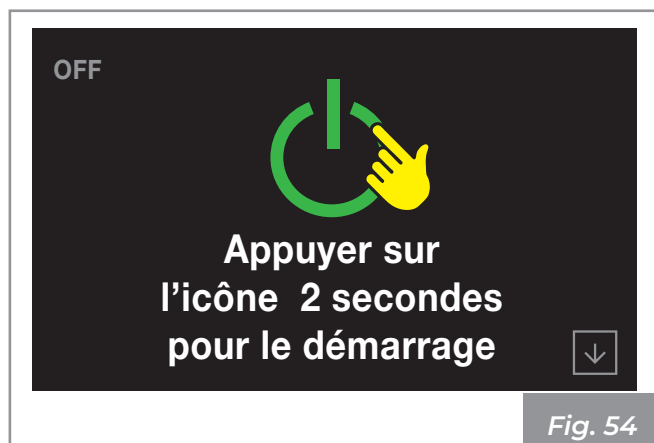 OFF
Appuyer sur
l’icône 2 secondes
pour le démarrage
Fig. 54